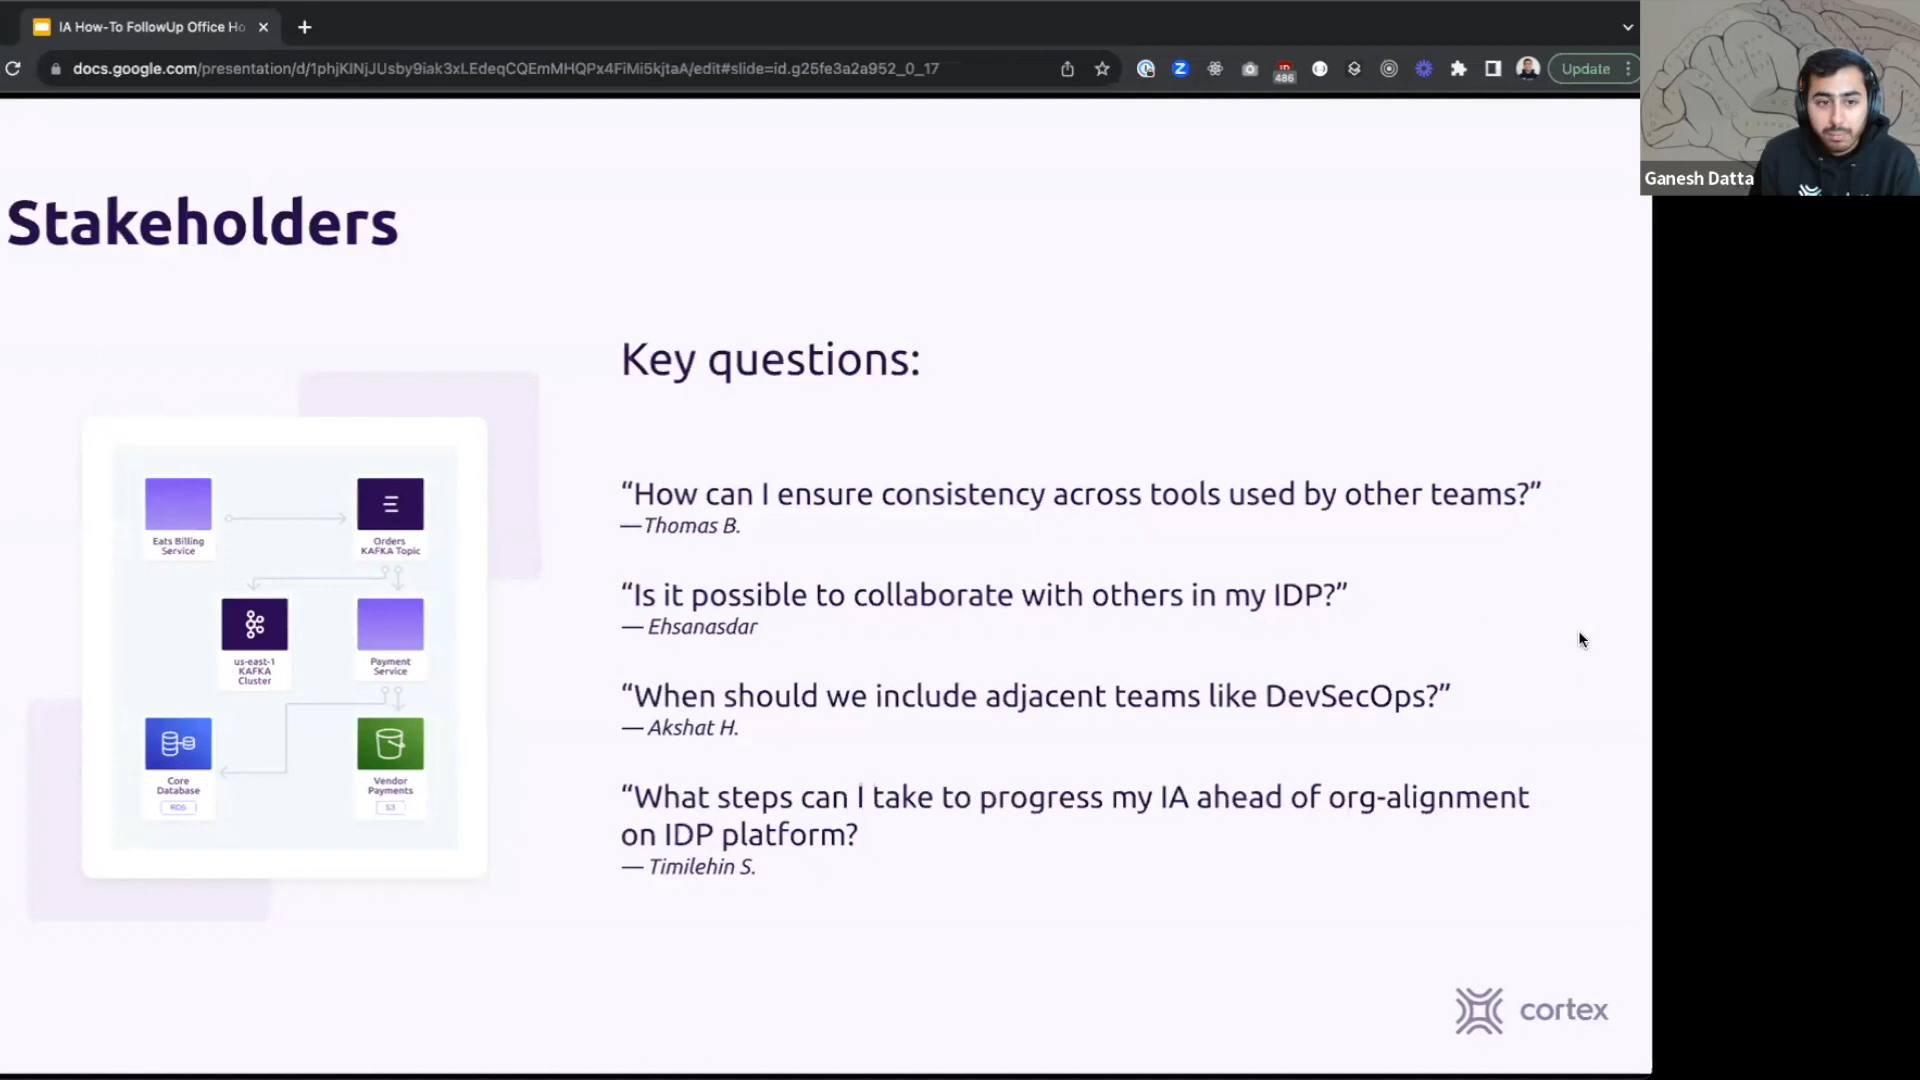 IA How-To FollowUp Office Ho
docs.google.com/presentation/d/1phjKINjJUsby9iak3xLEdeqCQEmMHQPx4FiMi5kjtaA/edit#slide=id.g25fe3a2a952_0_17
486
Update
Ganesh Datta
Stakeholders
Key questions:
“How can I ensure consistency across tools used by other teams?”
—Thomas B.
“Is it possible to collaborate with others in my IDP?”
— Ehsanasdar
“When should we include adjacent teams like DevSecOps?”
— Akshat H.
“What steps can I take to progress my IA ahead of org-alignment
on IDP platform?
— Timilehin S.
Eats Billing
Service
Orders
KAFKA Topic
us-east-1
KAFKA
Cluster
Payment
Service
Core
Database
RDS
Vendor
Payments
S3
cortex